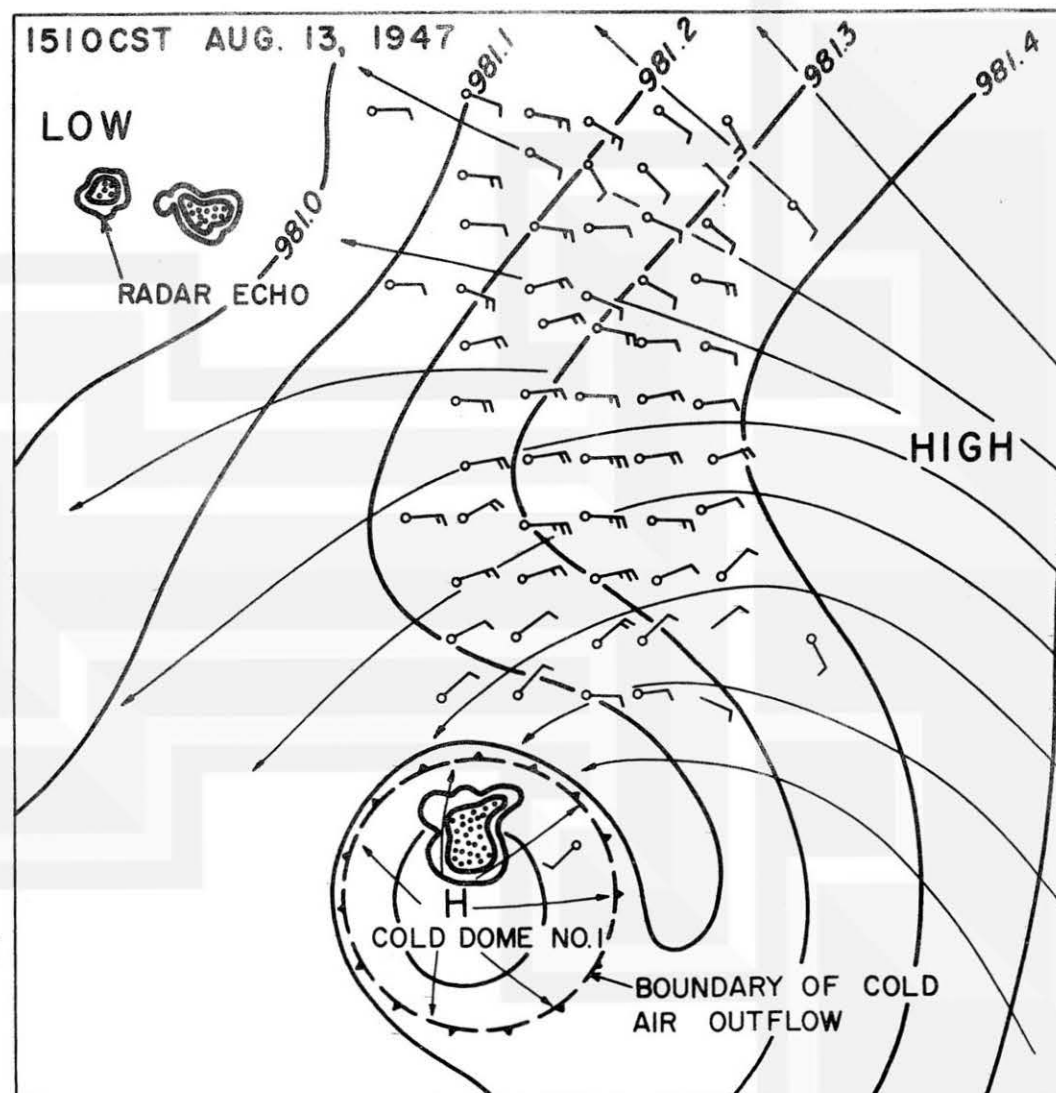 1510CST AUG. 13, 1947
981.1
981.2
981.3
981.4
LOW
981.0
RADAR ECHO
HIGH
H
COLD DOME NO.1
BOUNDARY OF COLD
AIR OUTFLOW